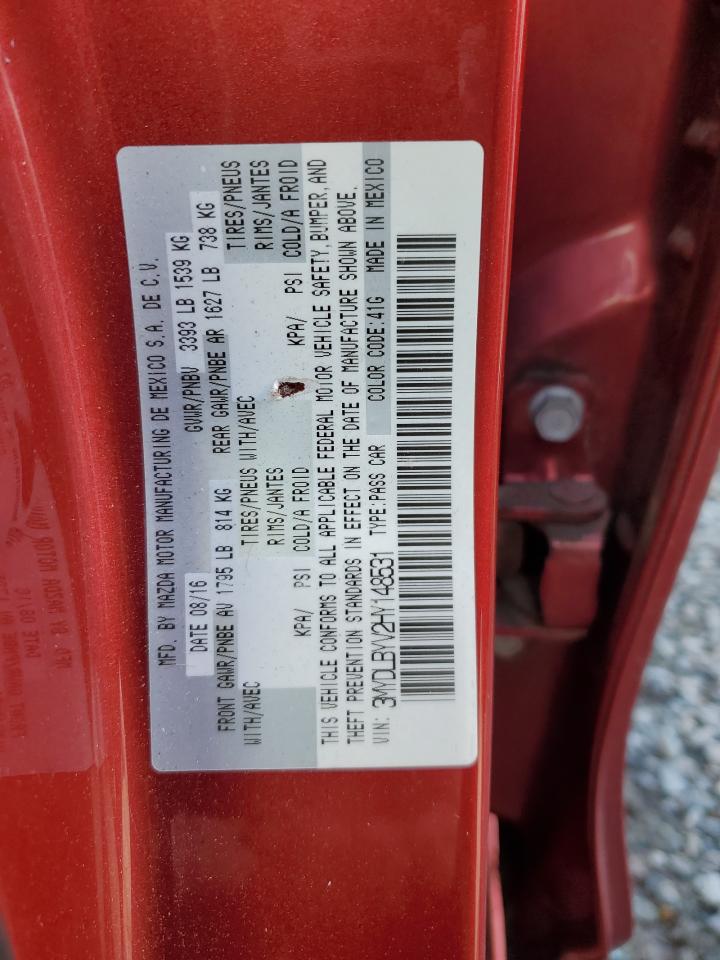 MFD. BY MAZDA MOTOR MANUFACTURING DE MEXICO S.A. DE C.V.
DATE 08/16 GVWR/PNBV 3393 LB 1539 KG
FRONT GAWR/PNBE AV 1795 LB 814 KG REAR GAWR/PNBE AR 1627 LB 738 KG
WITH/AVEC TIRES/PNEUS WITH/AVEC TIRES/PNEUS
RIMS/JANTES RIMS/JANTES
KPA/ PSI COLD/A FROID KPA/ PSI COLD/A FROID
THIS VEHICLE CONFORMS TO ALL APPLICABLE FEDERAL MOTOR VEHICLE SAFETY, BUMPER, AND
THEFT PREVENTION STANDARDS IN EFFECT ON THE DATE OF MANUFACTURE SHOWN ABOVE.
VIN: 3MYDLBYV2HY148531 TYPE:PASS CAR COLOR CODE:41G MADE IN MEXICO